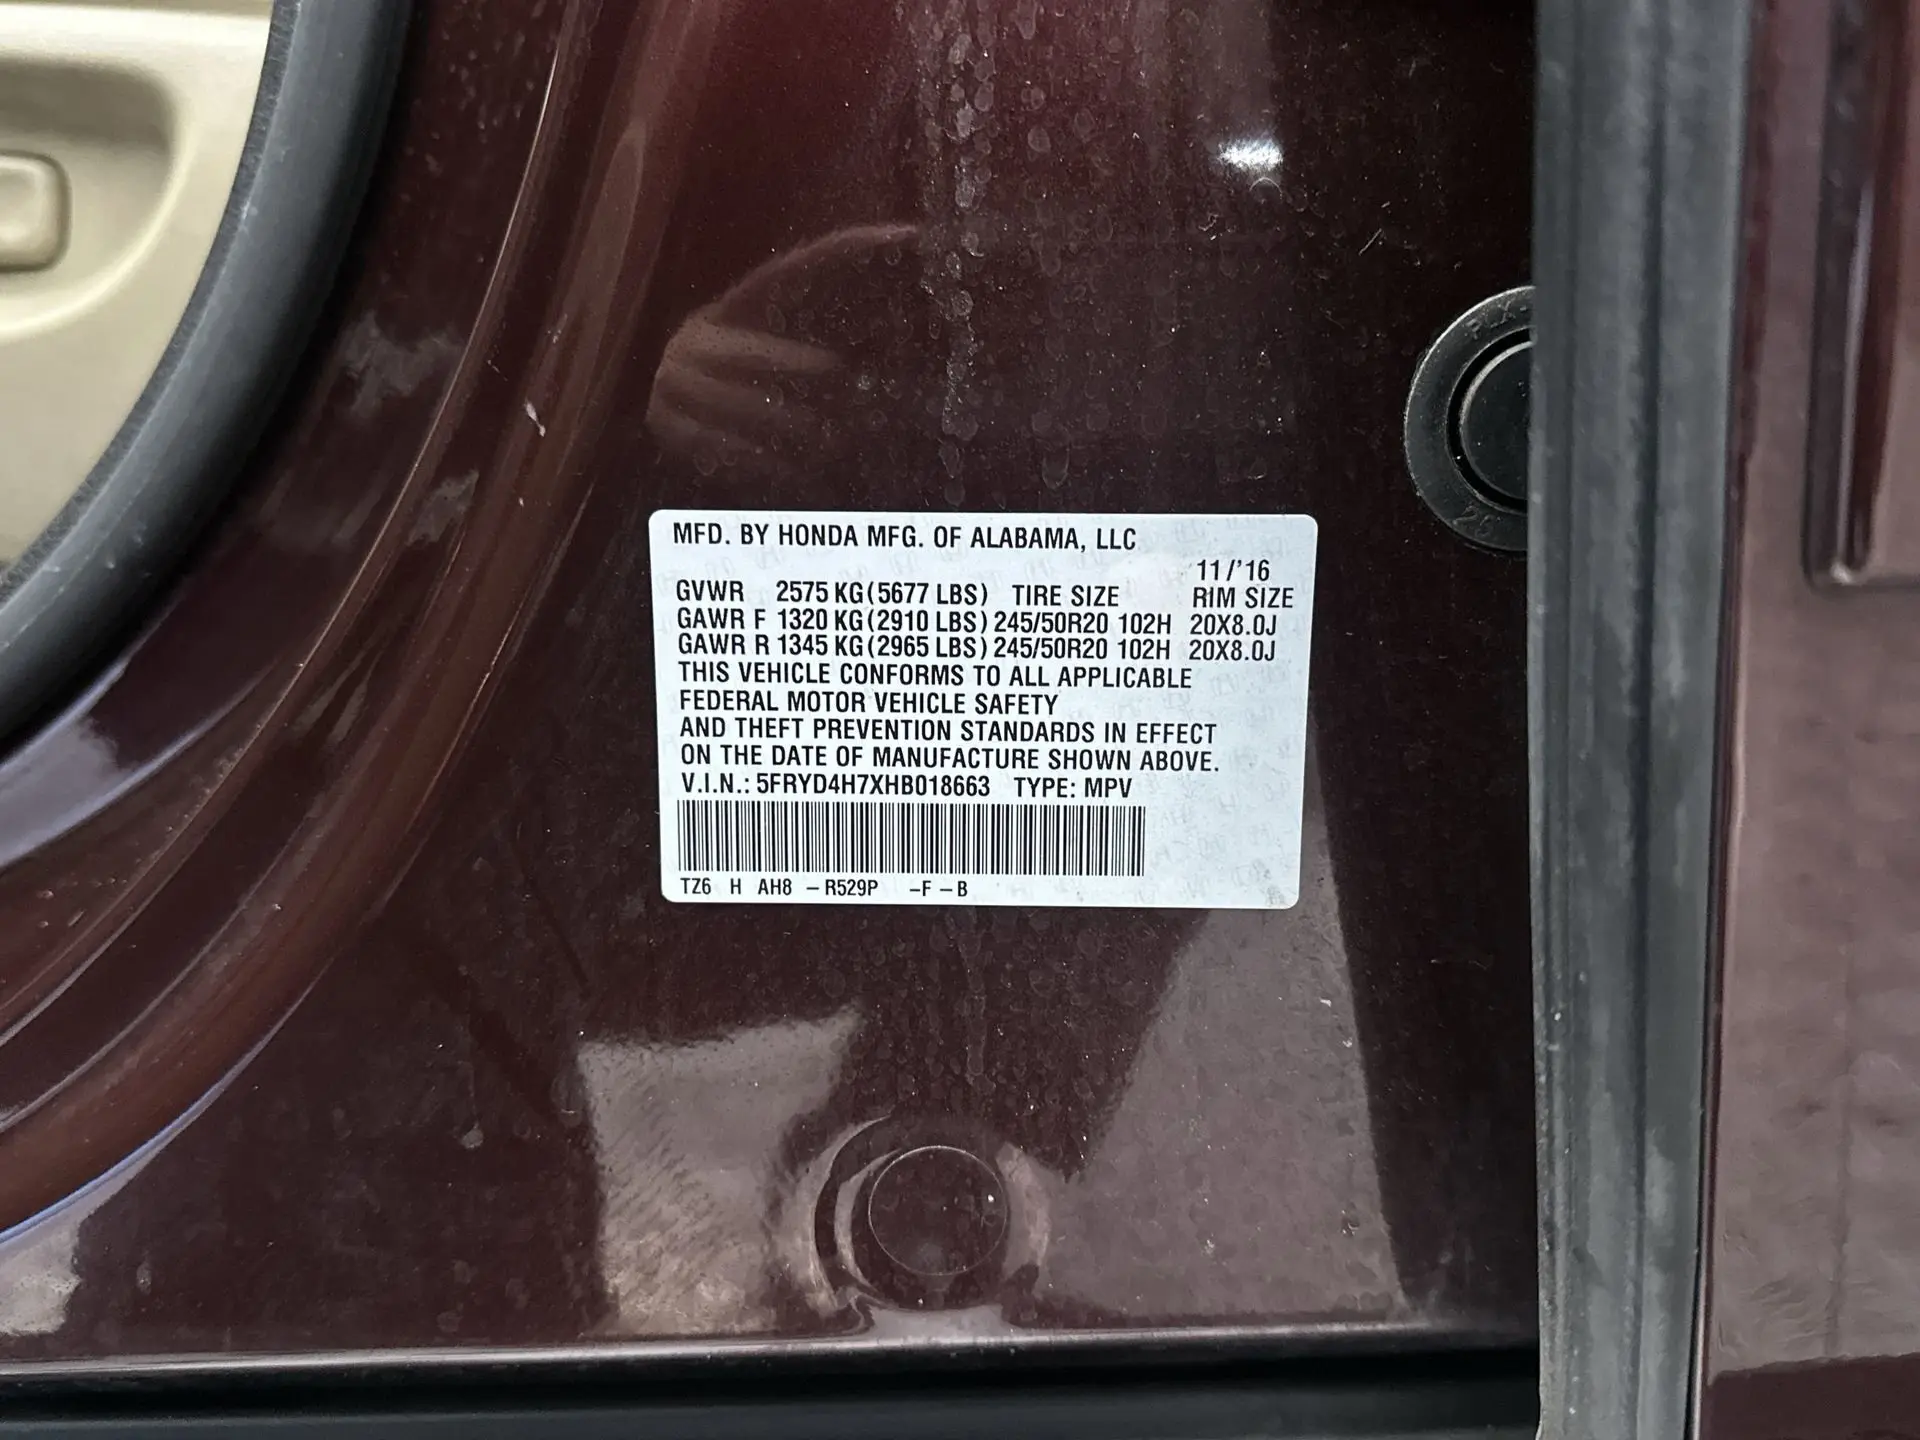 MFD. BY HONDA MFG. OF ALABAMA, LLC
11/'16
GVWR 2575 KG (5677 LBS) TIRE SIZE RIM SIZE
GAWR F 1320 KG (2910 LBS) 245/50R20 102H 20X8.0J
GAWR R 1345 KG (2965 LBS) 245/50R20 102H 20X8.0J
THIS VEHICLE CONFORMS TO ALL APPLICABLE
FEDERAL MOTOR VEHICLE SAFETY
AND THEFT PREVENTION STANDARDS IN EFFECT
ON THE DATE OF MANUFACTURE SHOWN ABOVE.
V.I.N.: 5FRYD4H7XHB018663 TYPE: MPV
TZ6 H AH8 – R529P – F – B